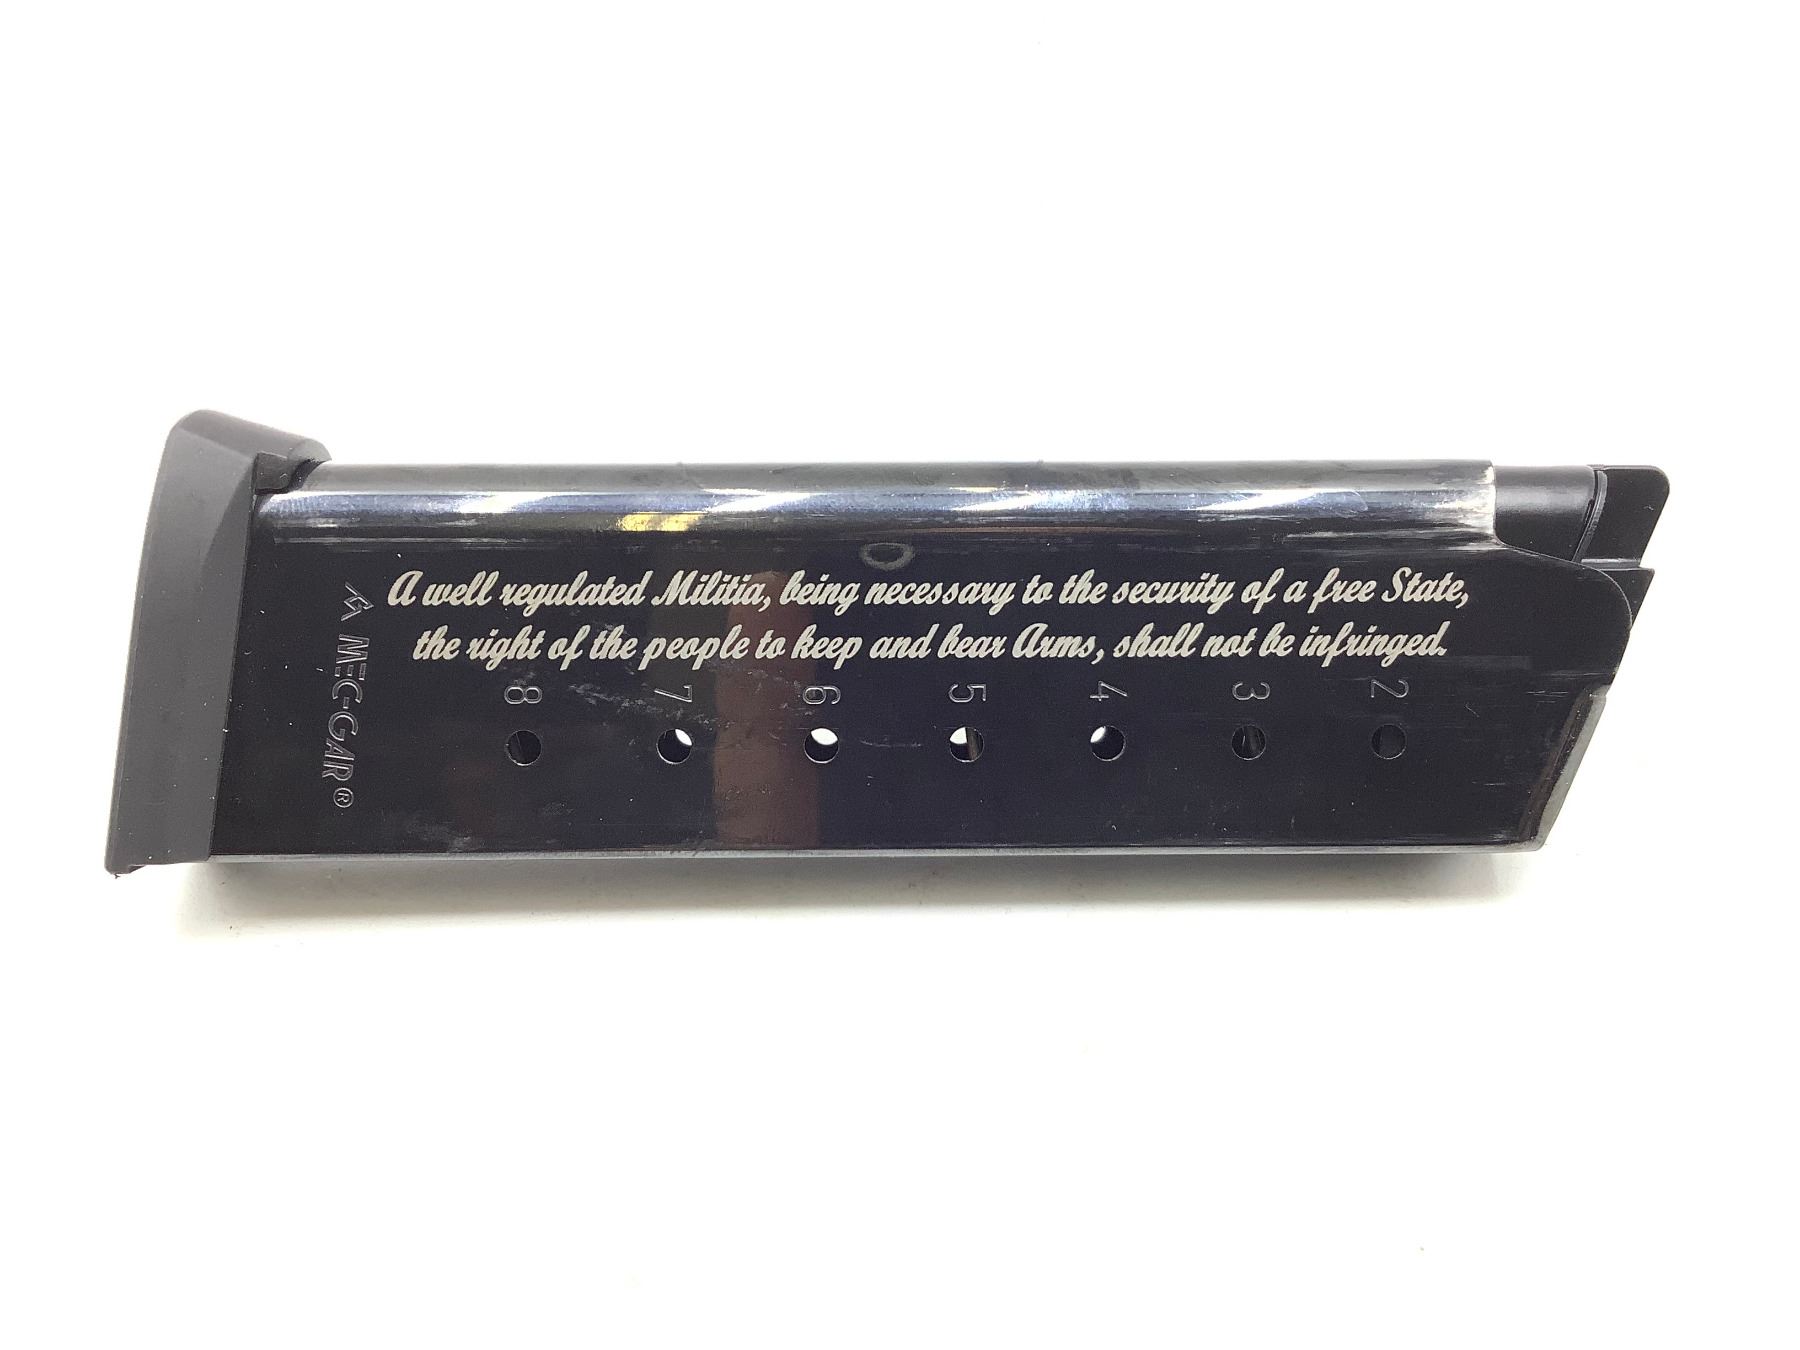 A well regulated Militia, being necessary to the security of a free State,
the right of the people to keep and bear Arms, shall not be infringed.
8 7 6 5 4 3 2
MEC-GAR®